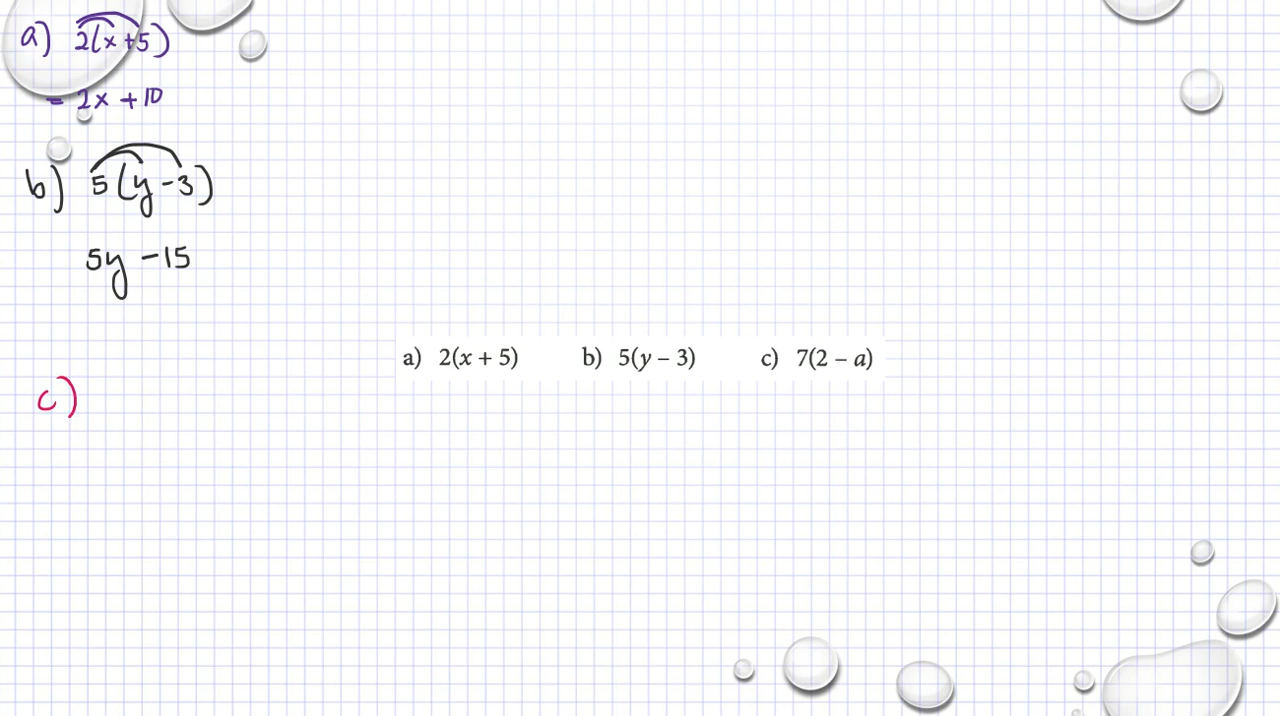 a) 2(x+5)
= 2x +10
b) 5(y-3)
5y -15
a) 2(x + 5) b) 5(y – 3) c) 7(2 – a)
c)